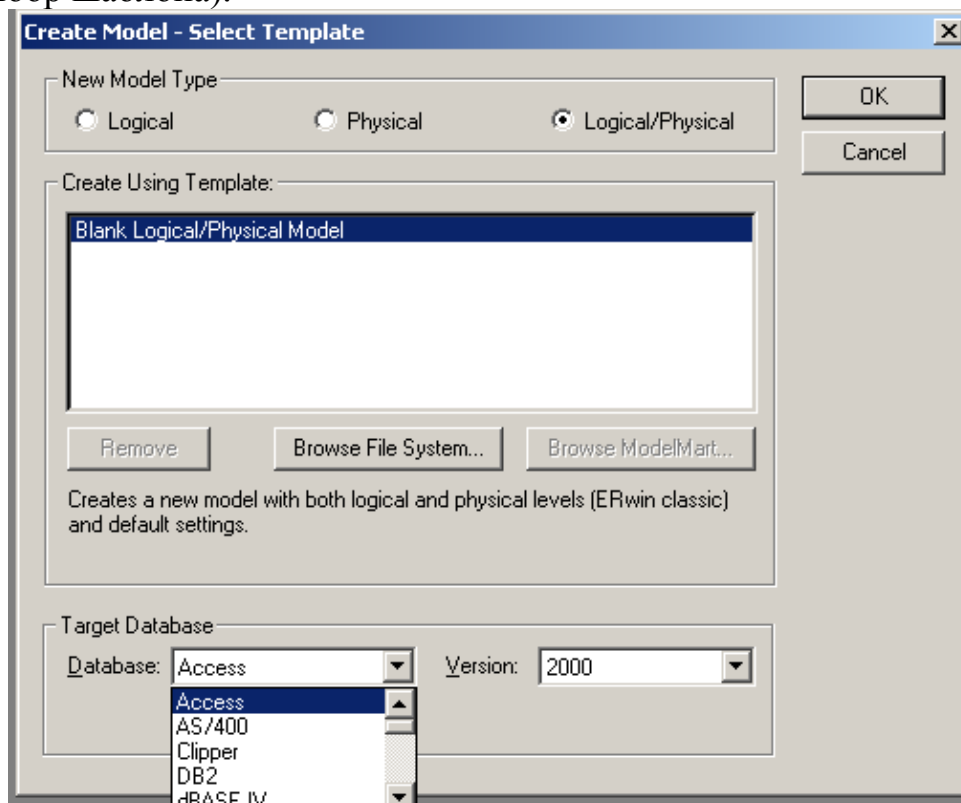 Create Model - Select Template
New Model Type
Logical Physical Logical/Physical
OK
Cancel
Create Using Template:
Blank Logical/Physical Model
Remove Browse File System... Browse ModelMart...
Creates a new model with both logical and physical levels (ERwin classic)
and default settings.
Target Database
Database: Access Version: 2000
Access
AS/400
Clipper
DB2
dBASE IV